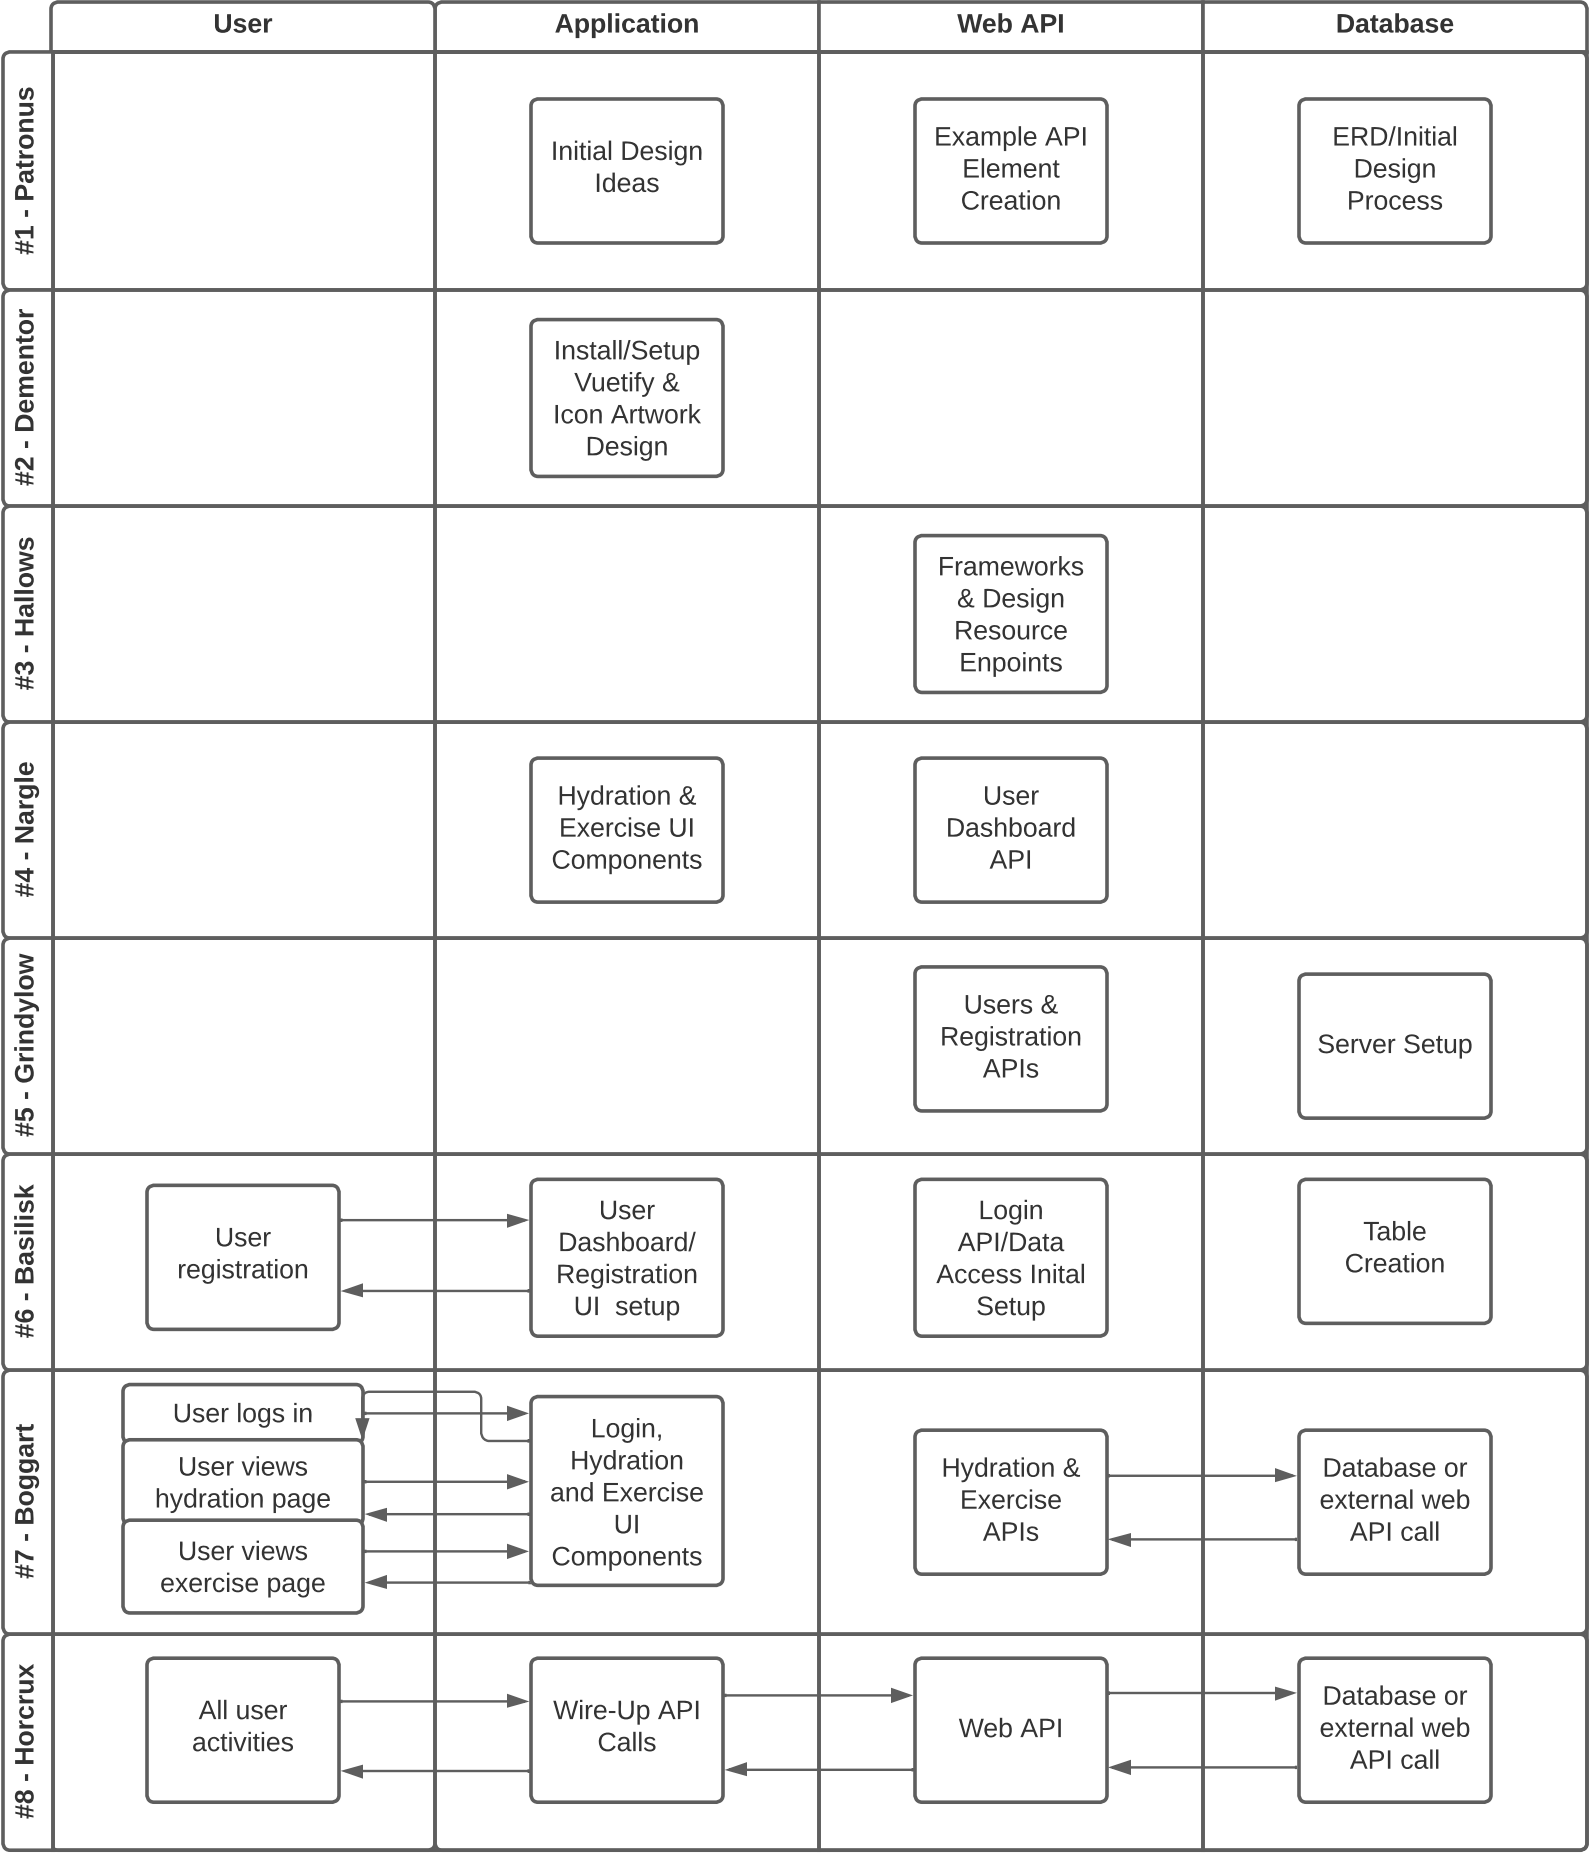 User
Application
Web API
Database
#1 - Patronus
Initial Design
Ideas
Example API
Element
Creation
ERD/Initial
Design
Process
#2 - Dementor
Install/Setup
Vuetify &
Icon Artwork
Design
#3 - Hallows
Frameworks
& Design
Resource
Enpoints
#4 - Nargle
Hydration &
Exercise UI
Components
User
Dashboard
API
#5 - Grindylow
Users &
Registration
APIs
Server Setup
#6 - Basilisk
User
registration
User
Dashboard/
Registration
UI  setup
Login
API/Data
Access Inital
Setup
Table
Creation
#7 - Boggart
User logs in
User views
hydration page
User views
exercise page
Login,
Hydration
and Exercise
UI
Components
Hydration &
Exercise
APIs
Database or
external web
API call
#8 - Horcrux
All user
activities
Wire-Up API
Calls
Web API
Database or
external web
API call